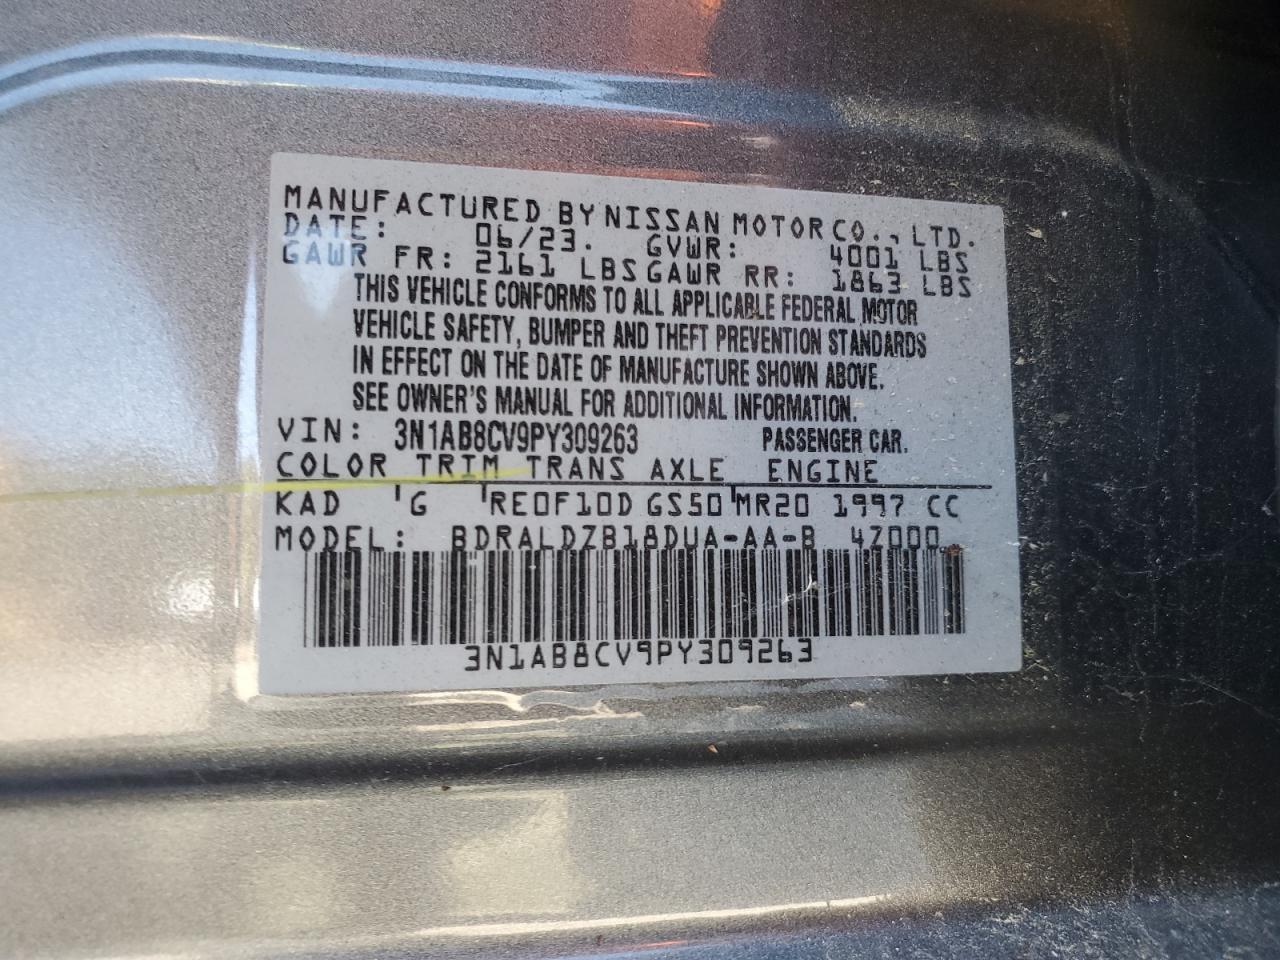 MANUFACTURED BY NISSAN MOTOR CO., LTD.
DATE: 06/23. GVWR: 4001 LBS
GAWR FR: 2161 LBS GAWR RR: 1863 LBS
THIS VEHICLE CONFORMS TO ALL APPLICABLE FEDERAL MOTOR
VEHICLE SAFETY, BUMPER AND THEFT PREVENTION STANDARDS
IN EFFECT ON THE DATE OF MANUFACTURE SHOWN ABOVE.
SEE OWNER'S MANUAL FOR ADDITIONAL INFORMATION.
VIN: 3N1AB8CV9PY309263 PASSENGER CAR.
COLOR TRIM TRANS AXLE ENGINE
KAD G RE0F10D GS50 MR20 1997 CC
MODEL: BDRALDZB18DUA-AA-B 4Z000
3N1AB8CV9PY309263